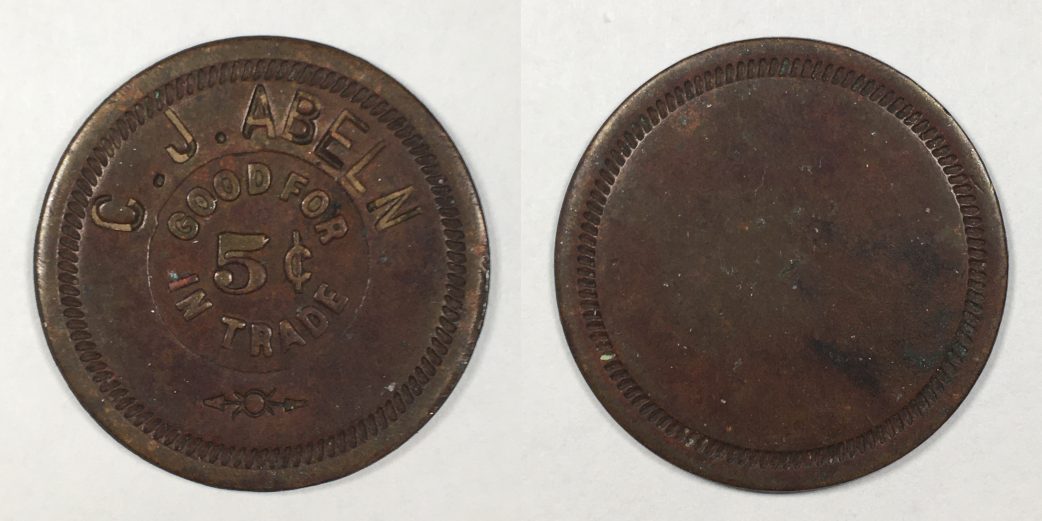 C. J. ABELN
GOOD FOR
5¢
IN TRADE